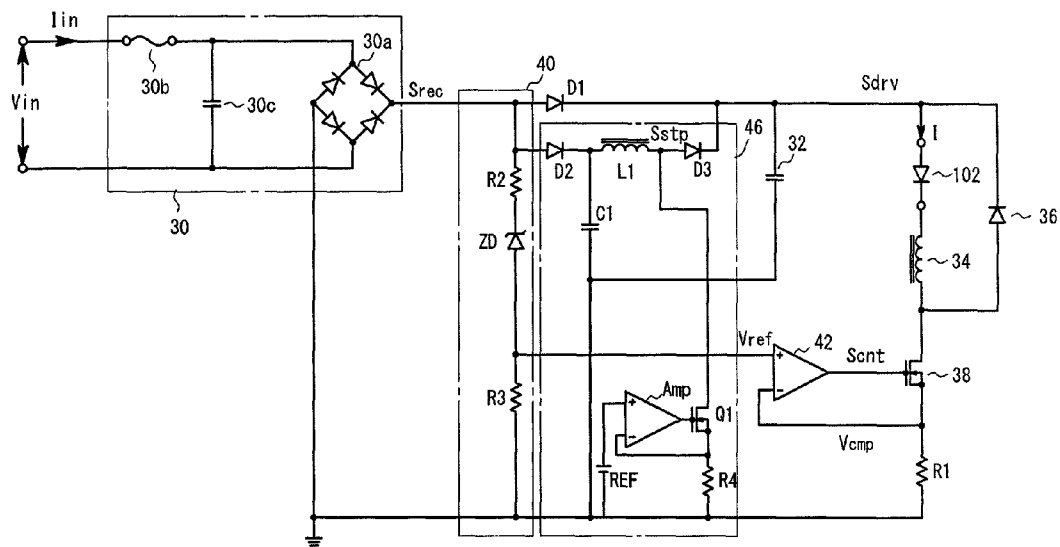 Iin
30a
30b
30c
Vin
30
Srec
40
D1
Sdrv
Sstp
46
32
I
102
R2
D2
L1
D3
36
C1
ZD
34
Vref
42
Scnt
38
R3
Amp
Q1
Vcmp
REF
R4
R1